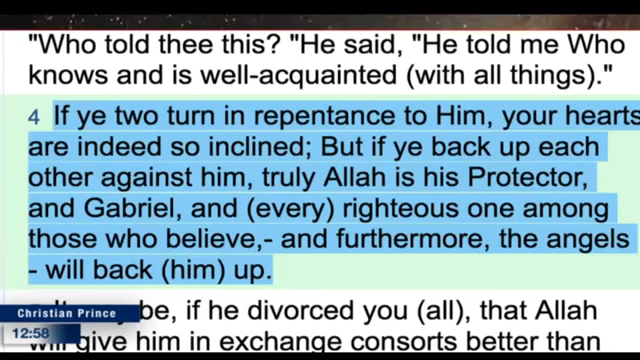 "Who told thee this? "He said, "He told me Who
knows and is well-acquainted (with all things)."
4 If ye two turn in repentance to Him, your hearts
are indeed so inclined; But if ye back up each
other against him, truly Allah is his Protector,
and Gabriel, and (every) righteous one among
those who believe,- and furthermore, the angels
- will back (him) up.
be, if he divorced you (all), that Allah
Christian Prince
12:58
will give him in exchange consorts better than